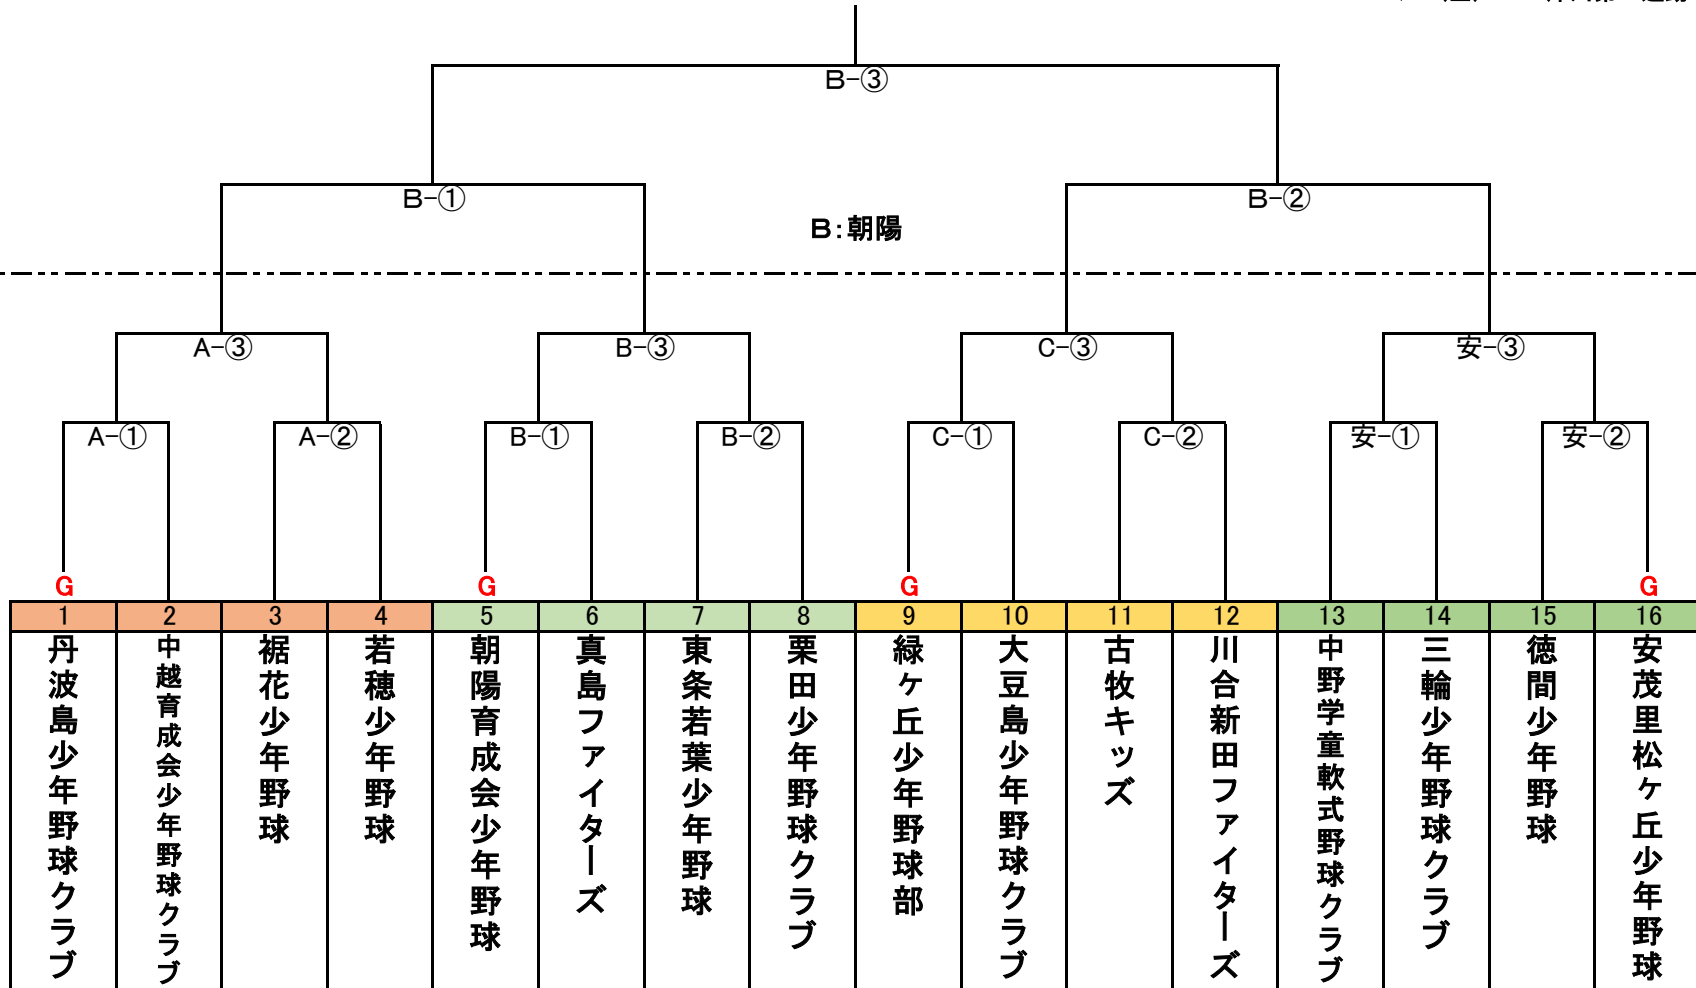 B-③
B-①
B-②
B:朝陽
A-③
B-③
C-③
安-③
A-①
A-②
B-①
B-②
C-①
C-②
安-①
安-②
G
G
G
G
1
2
3
4
5
6
7
8
9
10
11
12
13
14
15
16
丹波島少年野球クラブ
中越育成会少年野球クラブ
裾花少年野球
若穂少年野球
朝陽育成会少年野球
真島ファイターズ
東条若葉少年野球
栗田少年野球クラブ
緑ヶ丘少年野球部
大豆島少年野球クラブ
古牧キッズ
川合新田ファイターズ
中野学童軟式野球クラブ
三輪少年野球クラブ
徳間少年野球
安茂里松ヶ丘少年野球